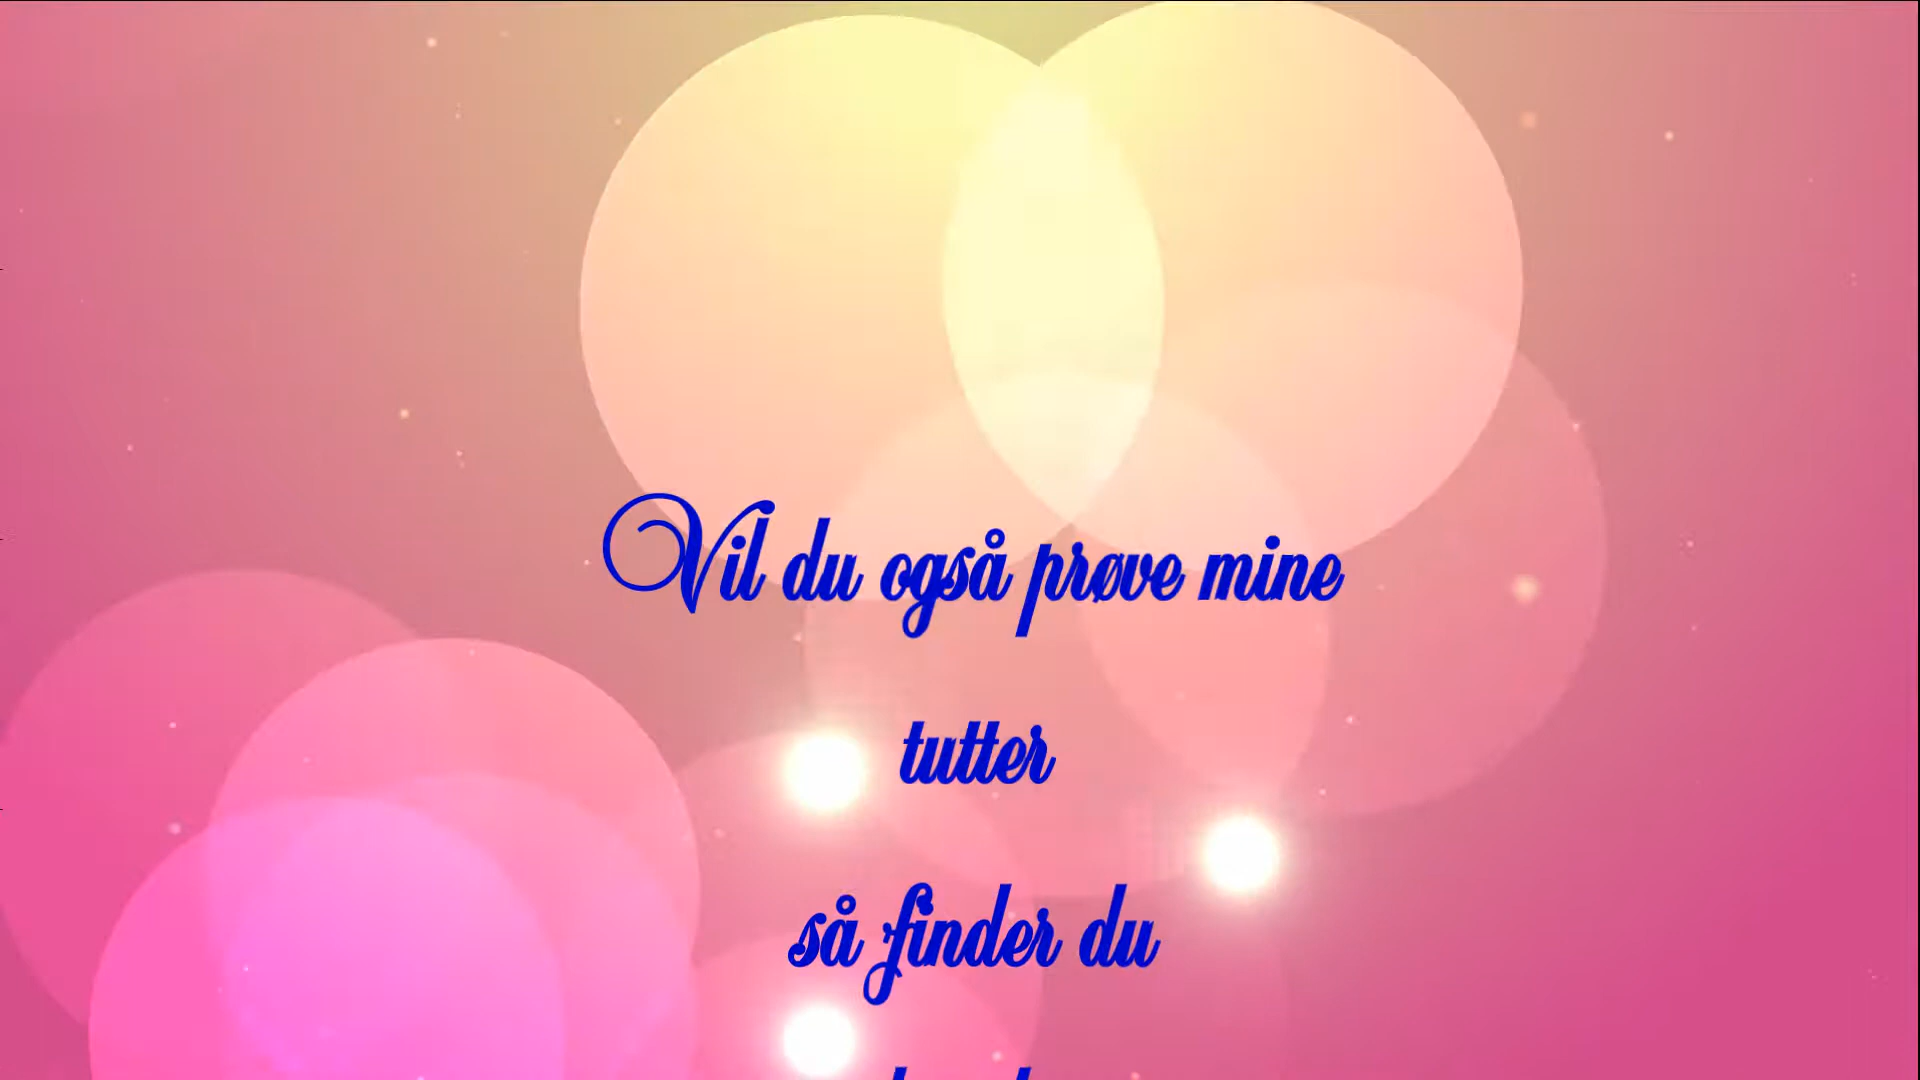 Vil du også prøve mine
tutter
så finder du